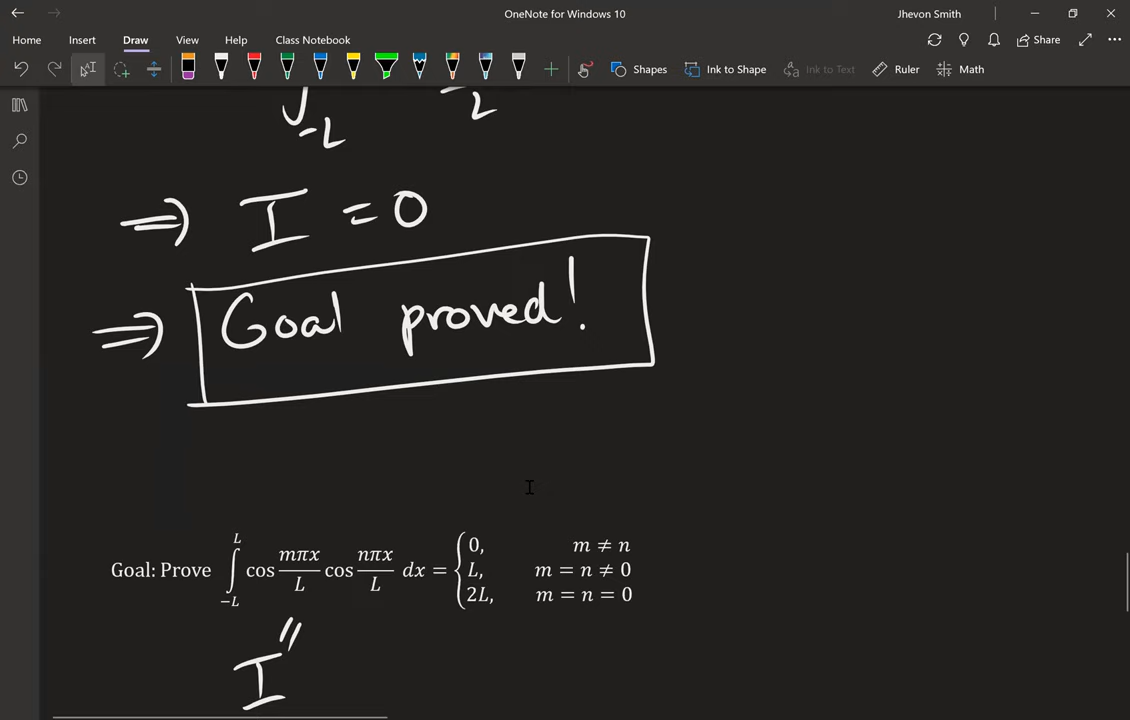 OneNote for Windows 10
Jhevon Smith
Home Insert Draw View Help Class Notebook
Share
Shapes Ink to Shape Ink to Text Ruler Math
∫ -L -L
⇒ I = 0
⇒ Goal proved!
Goal: Prove ∫_{-L}^{L} cos mπx/L cos nπx/L dx = { 0, m ≠ n
L, m = n ≠ 0
2L, m = n = 0
I